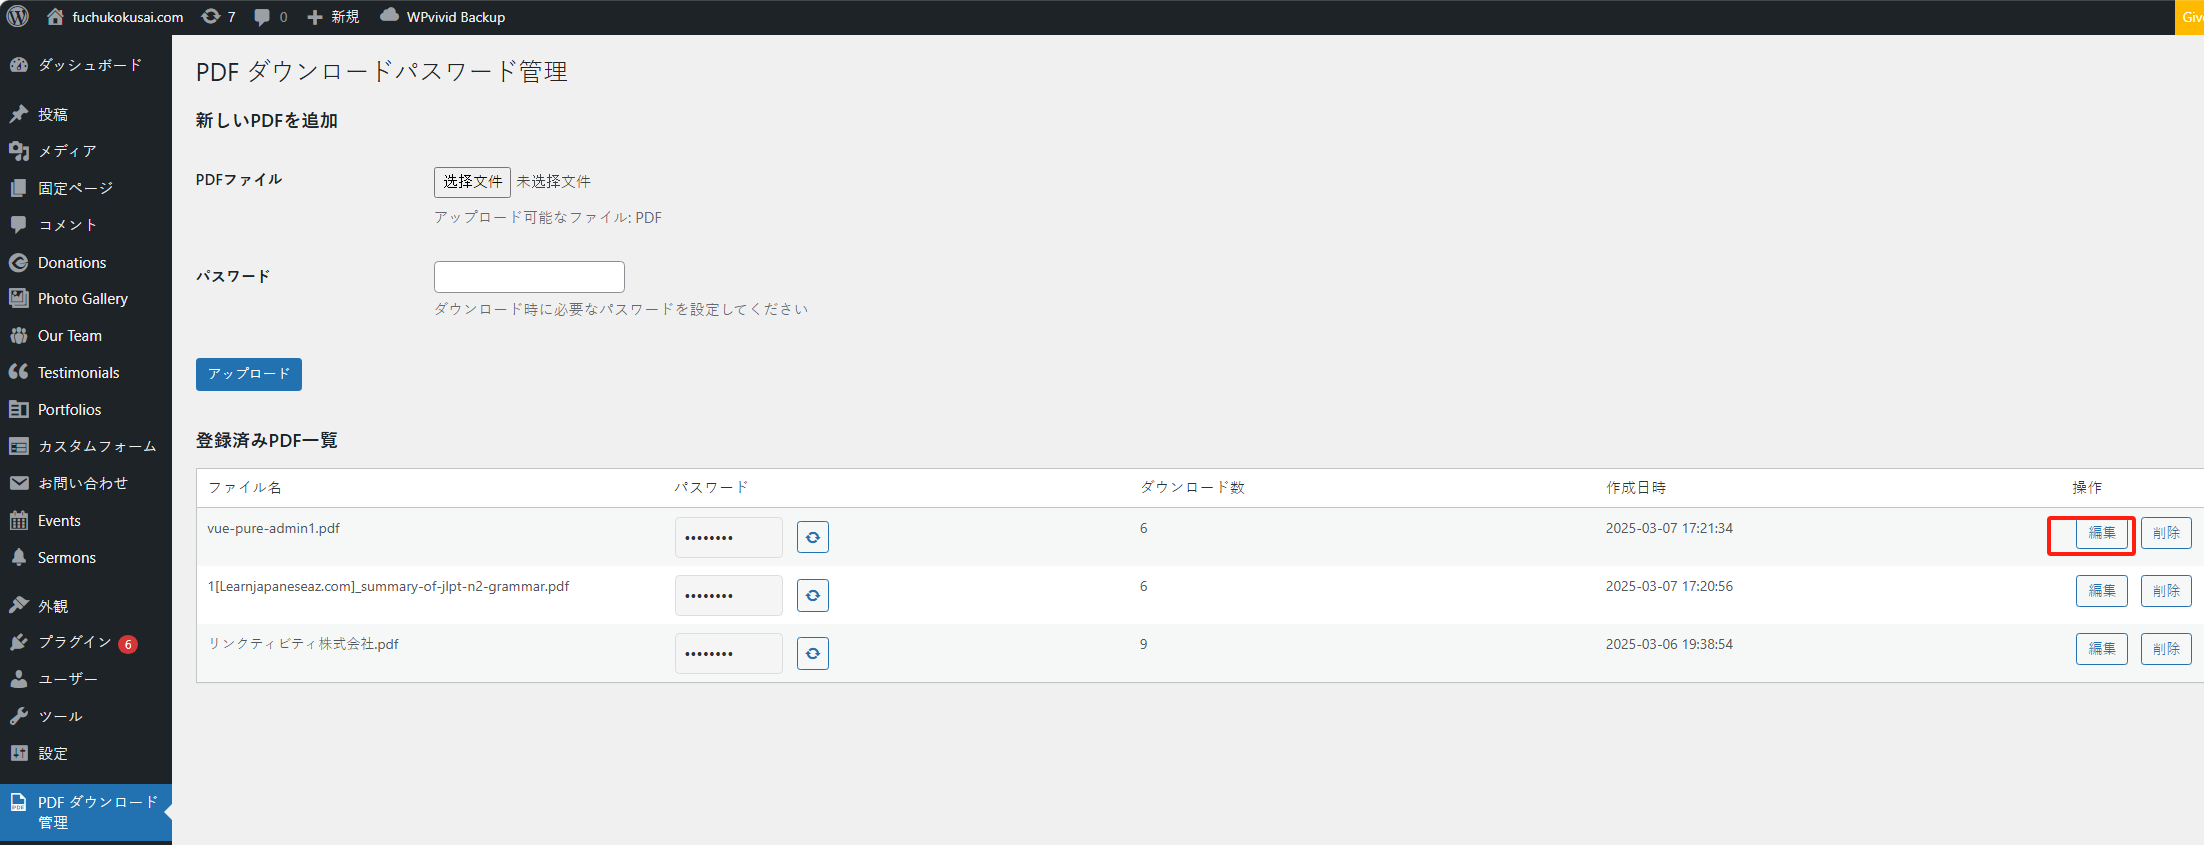 fuchukokusai.com 7 0 新規 WPvivid Backup
ダッシュボード
投稿
メディア
固定ページ
コメント
Donations
Photo Gallery
Our Team
Testimonials
Portfolios
カスタムフォーム
お問い合わせ
Events
Sermons
外観
プラグイン 6
ユーザー
ツール
設定
PDF ダウンロード
管理
PDF ダウンロードパスワード管理
新しいPDFを追加
PDFファイル 选择文件 未选择文件
アップロード可能なファイル: PDF
パスワード
ダウンロード時に必要なパスワードを設定してください
アップロード
登録済みPDF一覧
ファイル名 パスワード ダウンロード数 作成日時 操作
vue-pure-admin1.pdf •••••••• 6 2025-03-07 17:21:34 編集 削除
1[Learnjapaneseaz.com]_summary-of-jlpt-n2-grammar.pdf •••••••• 6 2025-03-07 17:20:56 編集 削除
リンクティビティ株式会社.pdf •••••••• 9 2025-03-06 19:38:54 編集 削除